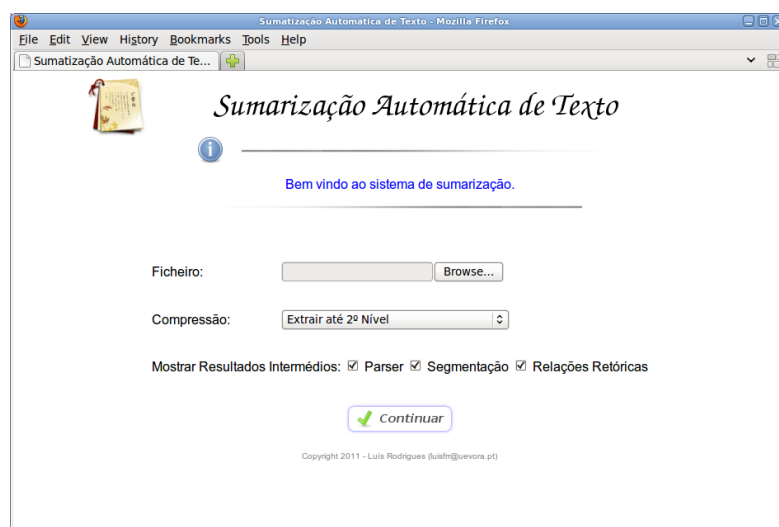 Sumatização Automática de Texto - Mozilla Firefox
File Edit View History Bookmarks Tools Help
Sumatização Automática de Te...
Sumarização Automática de Texto
Bem vindo ao sistema de sumarização.
Ficheiro: Browse...
Compressão: Extrair até 2º Nível
Mostrar Resultados Intermédios: Parser Segmentação Relações Retóricas
Continuar
Copyright 2011 - Luís Rodrigues (luisfrr@uevora.pt)